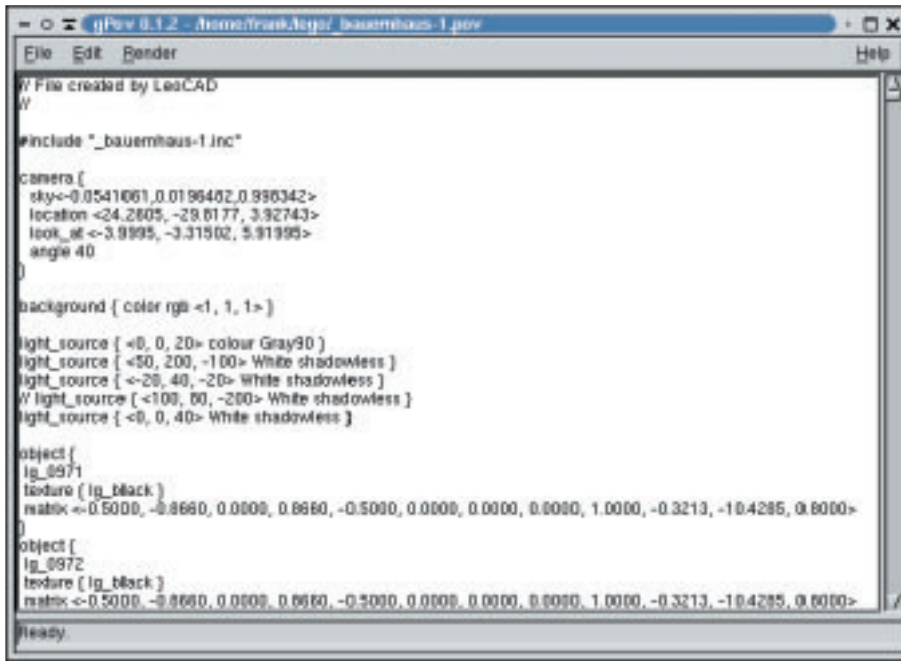 gPov 0.1.2 - /home/frank/lego/_bauernhaus-1.pov
File Edit Render Help
// File created by LeoCAD
//
#include "_bauernhaus-1.inc"
camera {
sky<-0.0541061,0.0196482,0.998342>
location <24.2605, -29.8177, 3.92743>
look_at <-3.9995, -3.31502, 5.91995>
angle 40
}
background { color rgb <1, 1, 1> }
light_source { <0, 0, 20> colour Gray90 }
light_source { <50, 200, -100> White shadowless }
light_source { <-20, 40, -20> White shadowless }
// light_source { <100, 80, -200> White shadowless }
light_source { <0, 0, 40> White shadowless }
object {
lg_0971
texture { lg_black }
matrix <-0.5000, -0.8660, 0.0000, 0.8660, -0.5000, 0.0000, 0.0000, 0.0000, 1.0000, -0.3213, -10.4285, 0.8000>
}
object {
lg_0972
texture { lg_black }
matrix <-0.5000, -0.8660, 0.0000, 0.8660, -0.5000, 0.0000, 0.0000, 0.0000, 1.0000, -0.3213, -10.4285, 0.8000>
Ready.